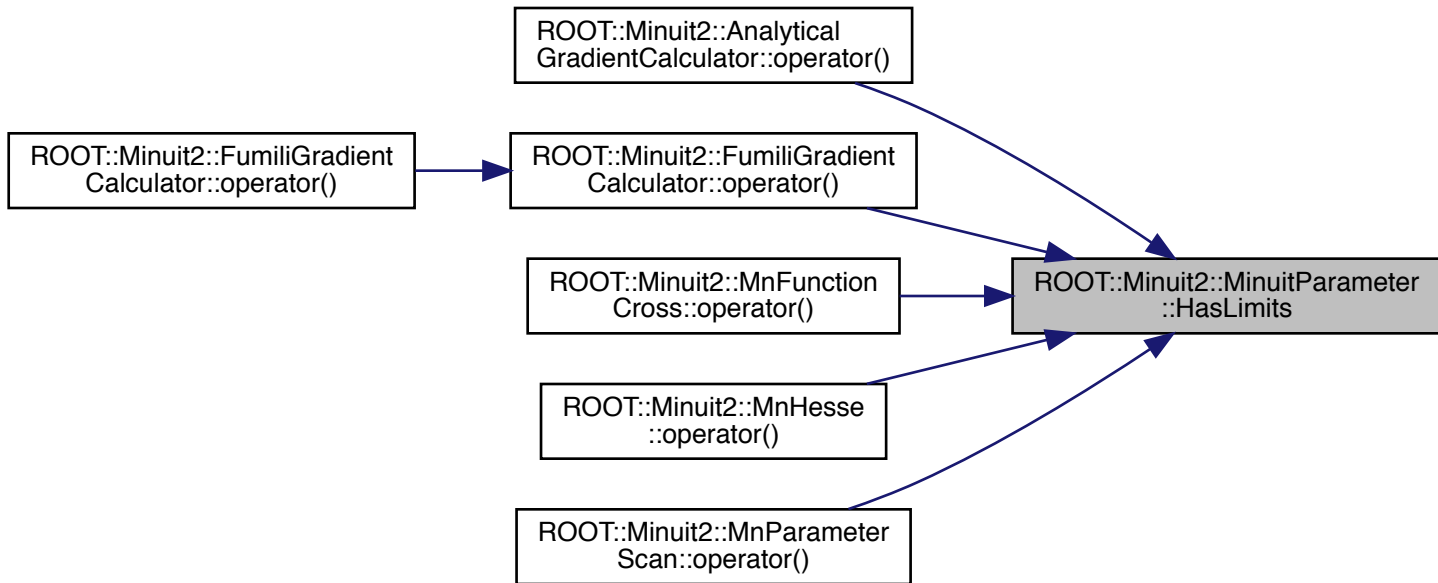 ROOT::Minuit2::Analytical
GradientCalculator::operator()
ROOT::Minuit2::FumiliGradient
Calculator::operator()
ROOT::Minuit2::FumiliGradient
Calculator::operator()
ROOT::Minuit2::MnFunction
Cross::operator()
ROOT::Minuit2::MinuitParameter
::HasLimits
ROOT::Minuit2::MnHesse
::operator()
ROOT::Minuit2::MnParameter
Scan::operator()